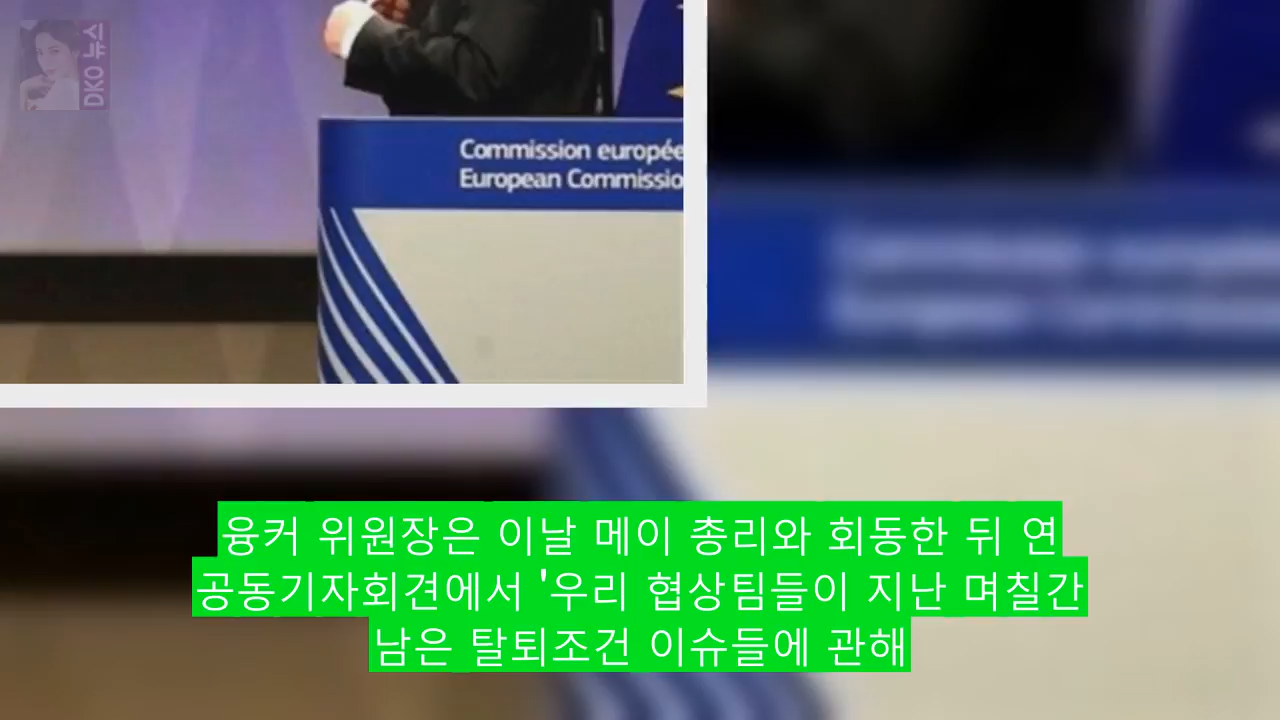 DKO 뉴스
Commission europée
European Commissio
융커 위원장은 이날 메이 총리와 회동한 뒤 연
공동기자회견에서 '우리 협상팀들이 지난 며칠간
남은 탈퇴조건 이슈들에 관해